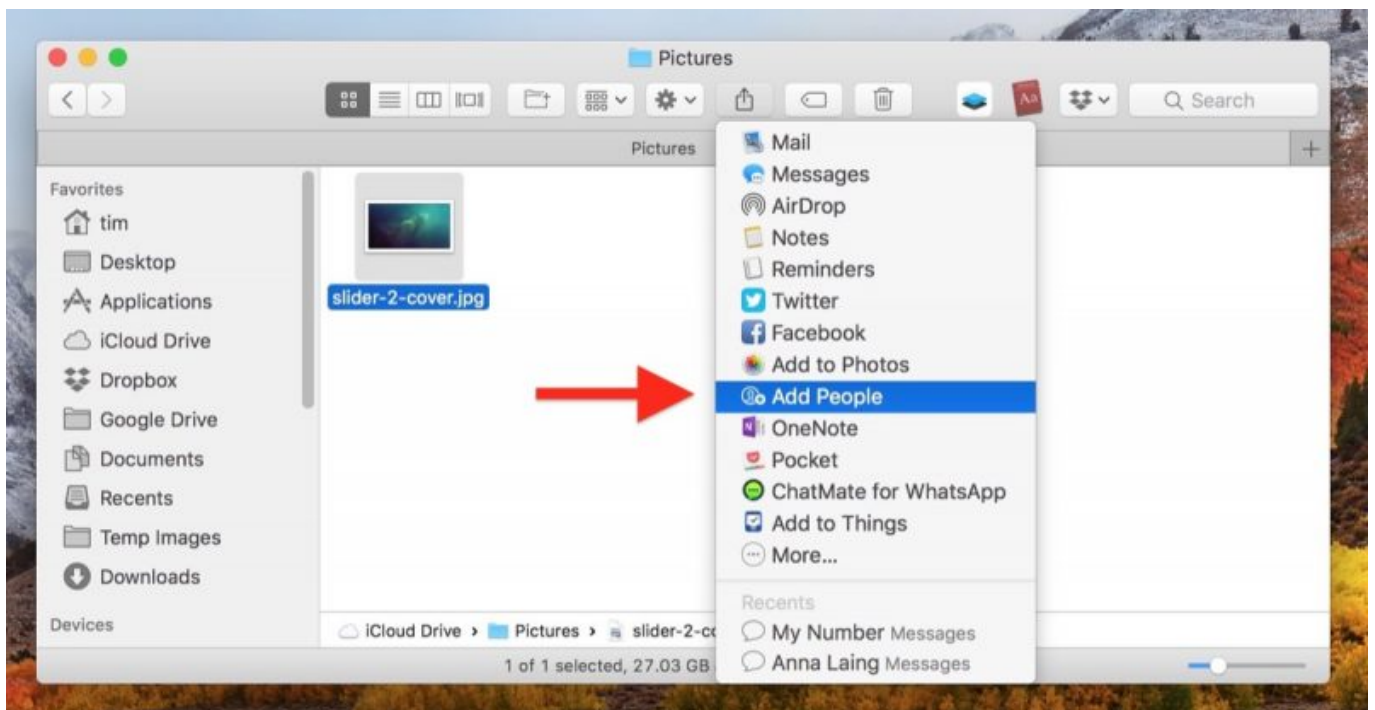 Pictures
Search
Pictures
Favorites
tim
Desktop
Applications
iCloud Drive
Dropbox
Google Drive
Documents
Recents
Temp Images
Downloads
Devices
slider-2-cover.jpg
Mail
Messages
AirDrop
Notes
Reminders
Twitter
Facebook
Add to Photos
Add People
OneNote
Pocket
ChatMate for WhatsApp
Add to Things
More...
Recents
My Number Messages
Anna Laing Messages
iCloud Drive › Pictures › slider-2-co
1 of 1 selected, 27.03 GB